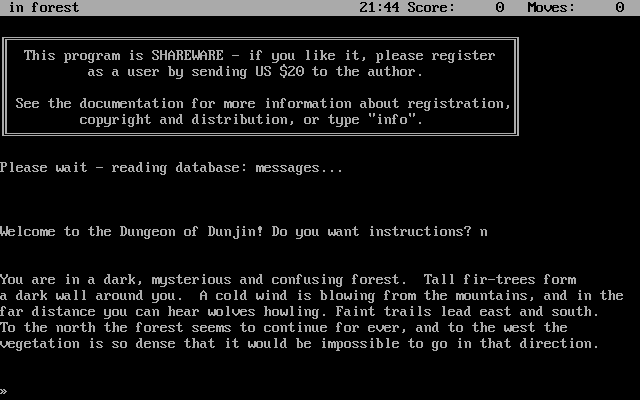 in forest 21:44 Score: 0 Moves: 0
This program is SHAREWARE - if you like it, please register
as a user by sending US $20 to the author.
See the documentation for more information about registration,
copyright and distribution, or type "info".
Please wait - reading database: messages...
Welcome to the Dungeon of Dunjin! Do you want instructions? n
You are in a dark, mysterious and confusing forest.  Tall fir-trees form
a dark wall around you.  A cold wind is blowing from the mountains, and in the
far distance you can hear wolves howling. Faint trails lead east and south.
To the north the forest seems to continue for ever, and to the west the
vegetation is so dense that it would be impossible to go in that direction.
»